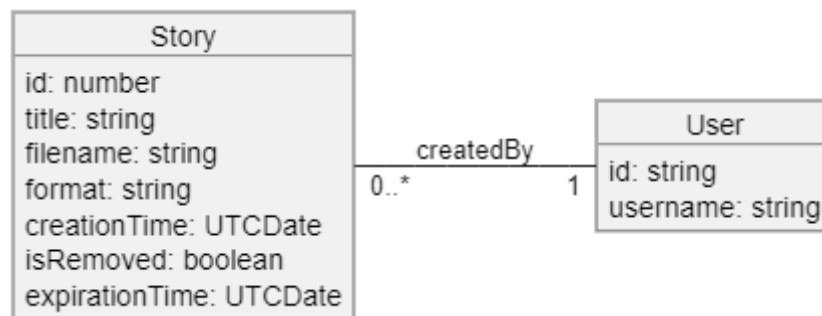 Story
id: number
title: string
filename: string
format: string
creationTime: UTCDate
isRemoved: boolean
expirationTime: UTCDate
createdBy
0..*
1
User
id: string
username: string